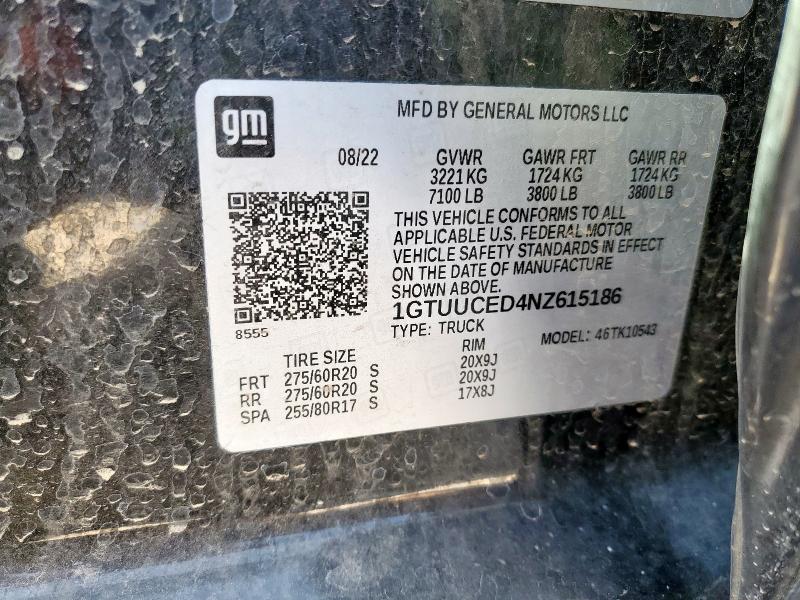 gm
MFD BY GENERAL MOTORS LLC
08/22 GVWR GAWR FRT GAWR RR
3221 KG 1724 KG 1724 KG
7100 LB 3800 LB 3800 LB
THIS VEHICLE CONFORMS TO ALL
APPLICABLE U.S. FEDERAL MOTOR
VEHICLE SAFETY STANDARDS IN EFFECT
ON THE DATE OF MANUFACTURE
SHOWN ABOVE.
1GTUUCED4NZ615186
8555
TYPE: TRUCK MODEL: 46TK10543
TIRE SIZE RIM
FRT 275/60R20 S 20X9J
RR 275/60R20 S 20X9J
SPA 255/80R17 S 17X8J